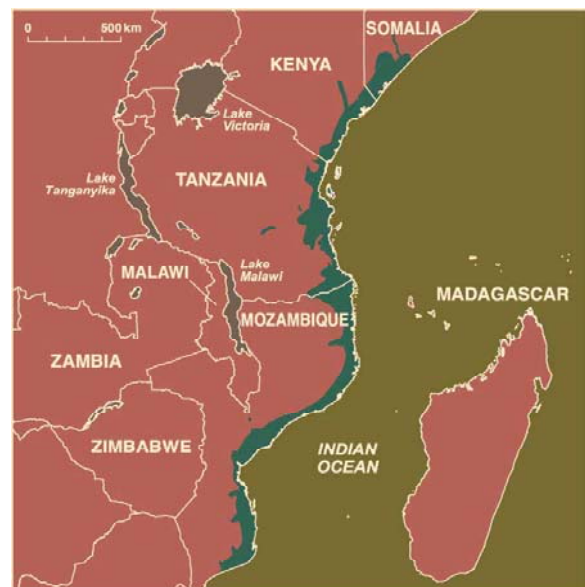 0 500 km
SOMALIA
KENYA
Lake
Victoria
TANZANIA
Lake
Tanganyika
Lake
Malawi
MALAWI
MADAGASCAR
MOZAMBIQUE
ZAMBIA
ZIMBABWE
INDIAN
OCEAN